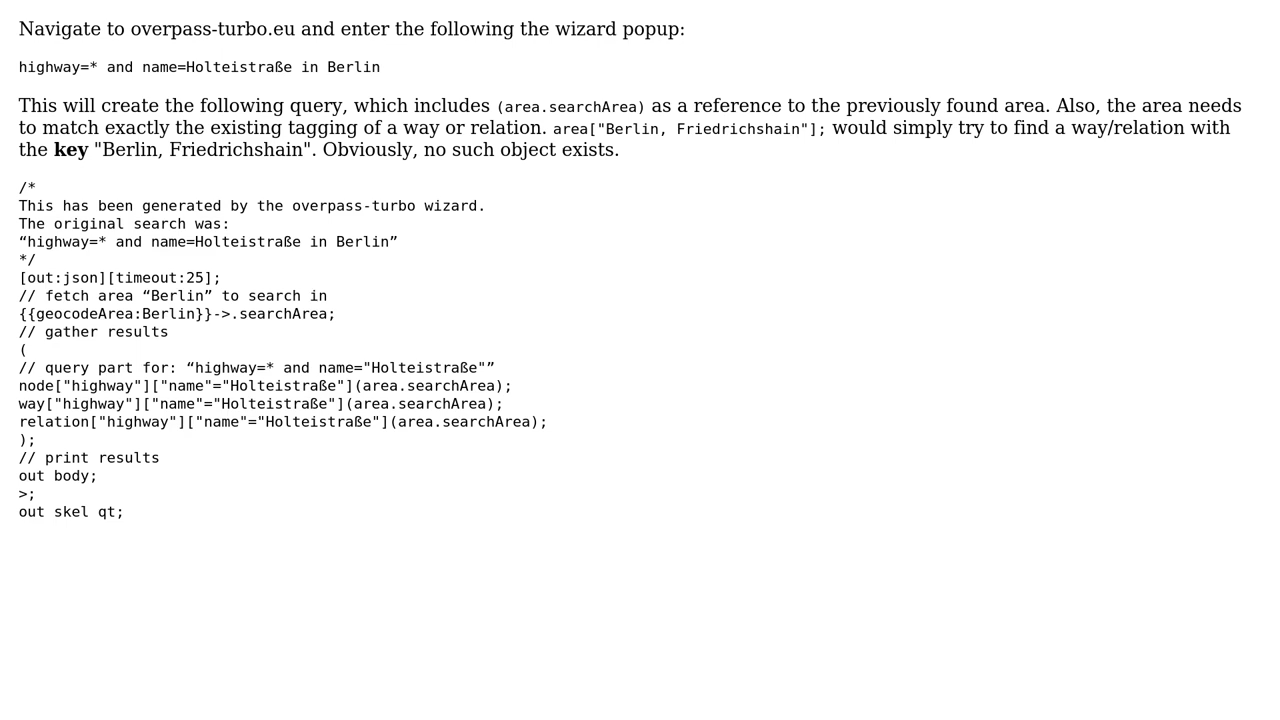 Navigate to overpass-turbo.eu and enter the following the wizard popup:
highway=* and name=Holteistraße in Berlin
This will create the following query, which includes (area.searchArea) as a reference to the previously found area. Also, the area needs
to match exactly the existing tagging of a way or relation. area["Berlin, Friedrichshain"]; would simply try to find a way/relation with
the key "Berlin, Friedrichshain". Obviously, no such object exists.
/*
This has been generated by the overpass-turbo wizard.
The original search was:
“highway=* and name=Holteistraße in Berlin”
*/
[out:json][timeout:25];
// fetch area “Berlin” to search in
{{geocodeArea:Berlin}}->.searchArea;
// gather results
(
// query part for: “highway=* and name="Holteistraße"”
node["highway"]["name"="Holteistraße"](area.searchArea);
way["highway"]["name"="Holteistraße"](area.searchArea);
relation["highway"]["name"="Holteistraße"](area.searchArea);
);
// print results
out body;
>;
out skel qt;